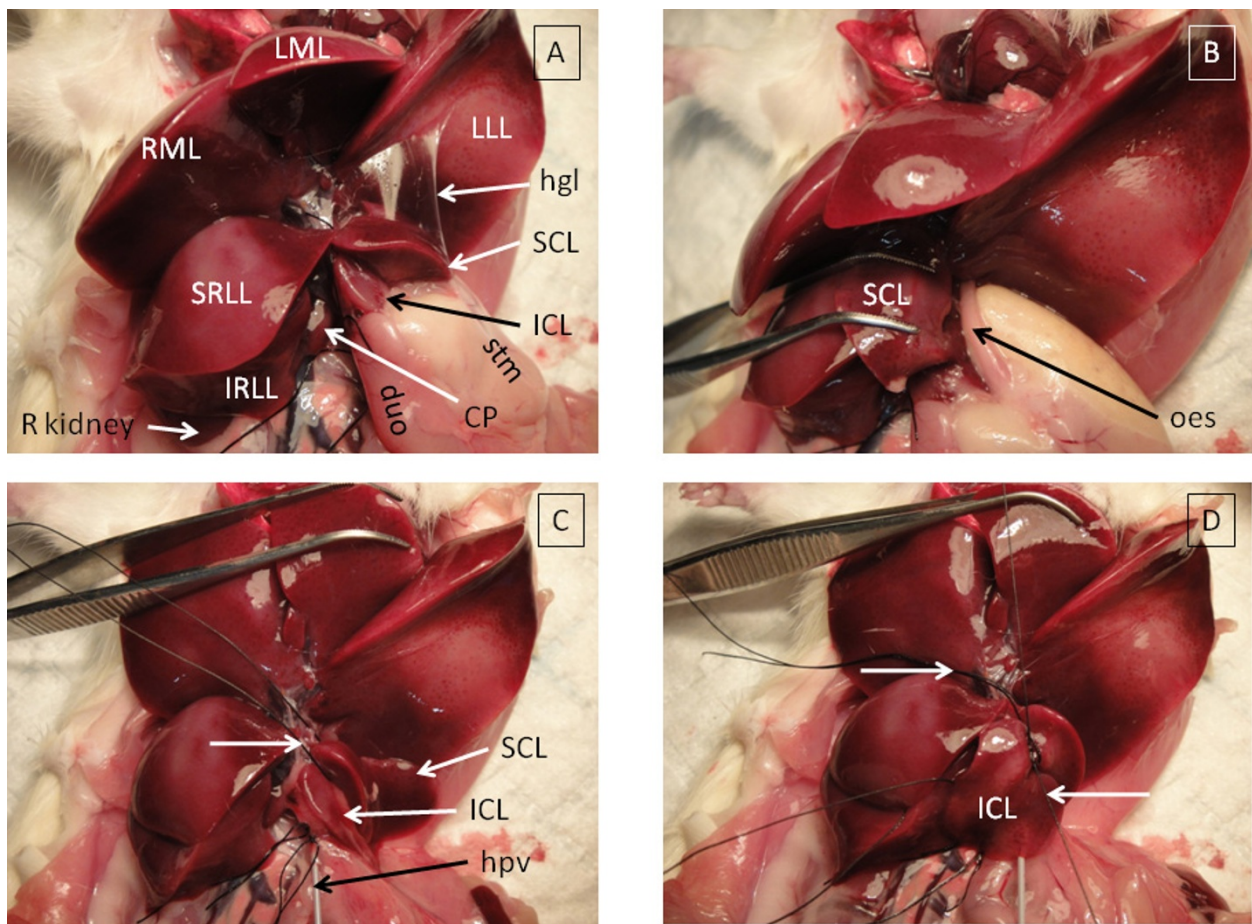 A
LML
RML
LLL
hgl
SCL
SRLL
ICL
stm
IRLL
duo
CP
R kidney
B
SCL
oes
C
SCL
ICL
hpv
D
ICL